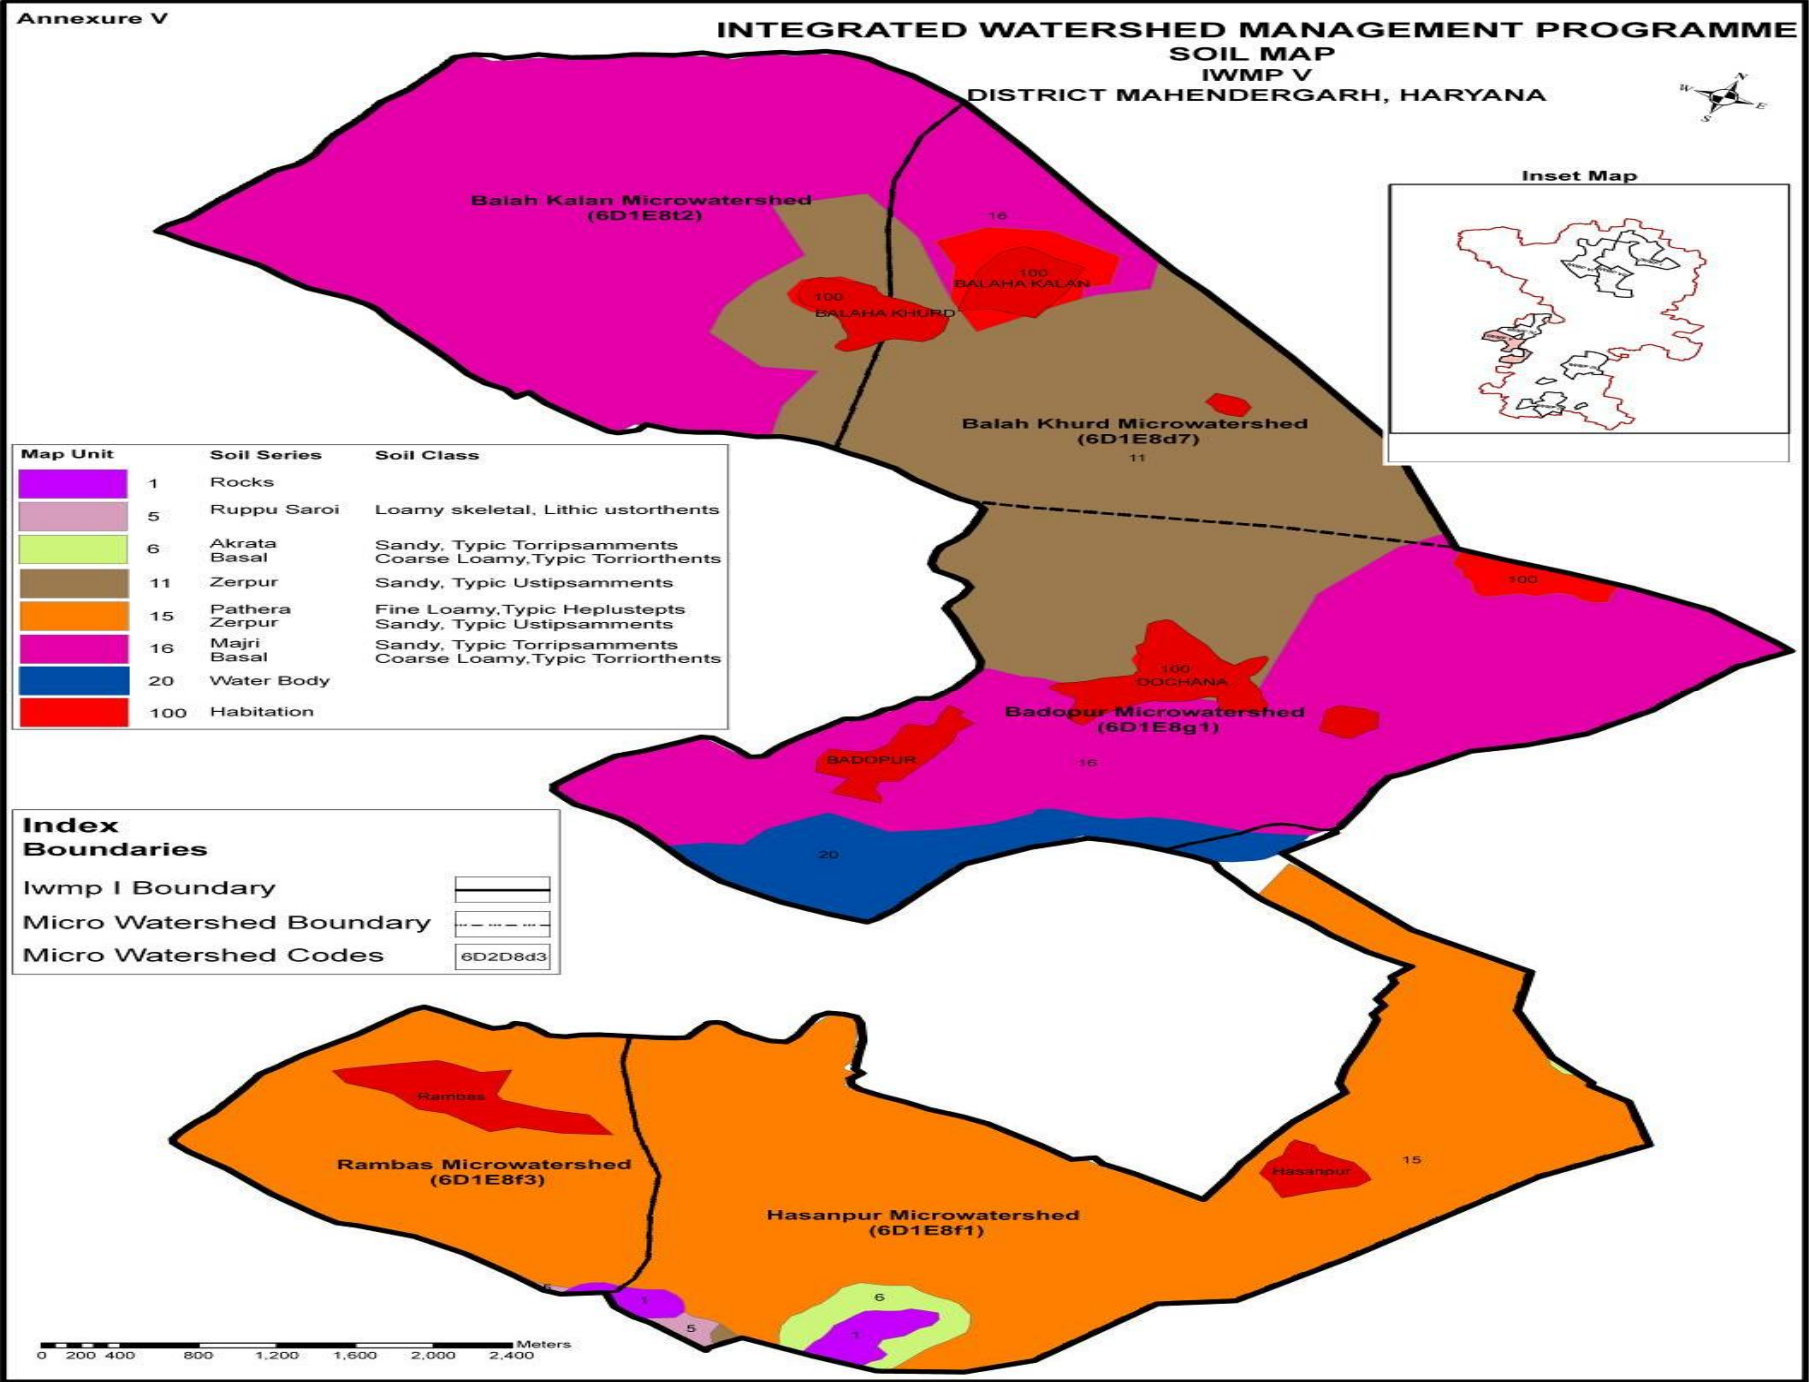 Annexure V
INTEGRATED WATERSHED MANAGEMENT PROGRAMME
SOIL MAP
IWMP V
DISTRICT MAHENDERGARH, HARYANA
N
W
E
S
Inset Map
Balah Kalan Microwatershed
(6D1E8t2)
16
100
BALAHA KALAN
100
BALAHA KHURD
Balah Khurd Microwatershed
(6D1E8d7)
11
Map Unit Soil Series Soil Class
1 Rocks
5 Ruppu Saroi Loamy skeletal, Lithic ustorthents
6 Akrata Sandy, Typic Torripsamments
Basal Coarse Loamy,Typic Torriorthents
11 Zerpur Sandy, Typic Ustipsamments
15 Pathera Fine Loamy,Typic Heplustepts
Zerpur Sandy, Typic Ustipsamments
16 Majri Sandy, Typic Torripsamments
Basal Coarse Loamy,Typic Torriorthents
20 Water Body
100 Habitation
100
100
DOCHANA
Badopur Microwatershed
(6D1E8g1)
BADOPUR
16
20
Index
Boundaries
Iwmp I Boundary
Micro Watershed Boundary
Micro Watershed Codes 6D2D8d3
Rambas
Rambas Microwatershed
(6D1E8f3)
Hasanpur
15
Hasanpur Microwatershed
(6D1E8f1)
5
1
5
6
1
Meters
0 200 400 800 1,200 1,600 2,000 2,400